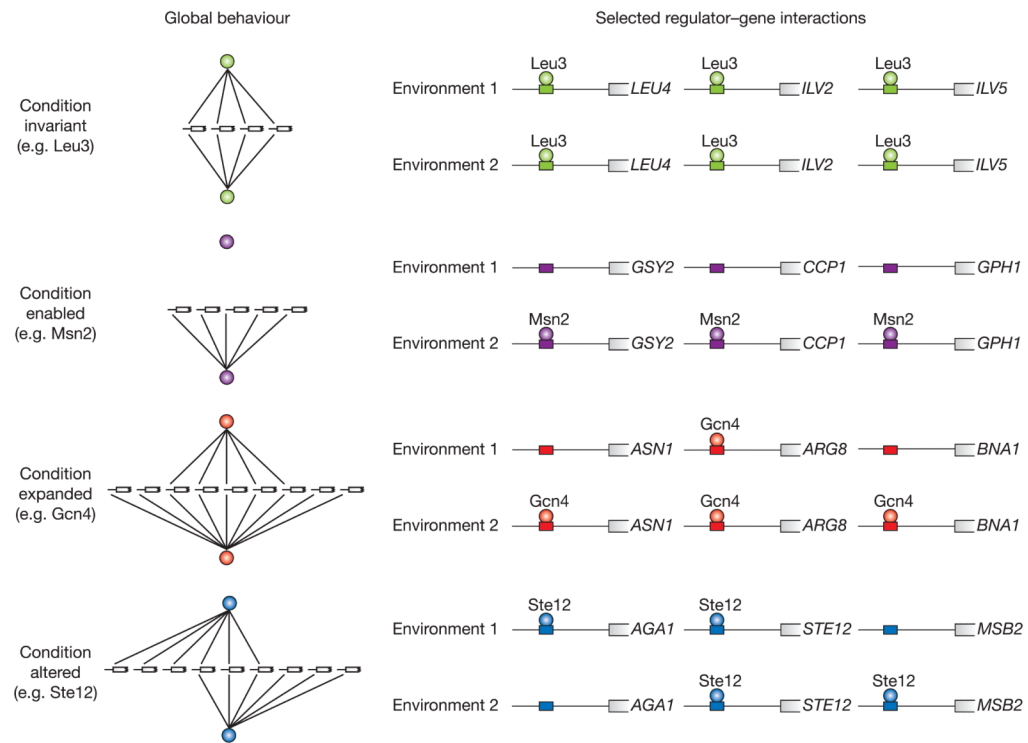 Global behaviour
Selected regulator–gene interactions
Condition
invariant
(e.g. Leu3)
Leu3 Leu3 Leu3
Environment 1 LEU4 ILV2 ILV5
Leu3 Leu3 Leu3
Environment 2 LEU4 ILV2 ILV5
Condition
enabled
(e.g. Msn2)
Environment 1 GSY2 CCP1 GPH1
Msn2 Msn2 Msn2
Environment 2 GSY2 CCP1 GPH1
Condition
expanded
(e.g. Gcn4)
Gcn4
Environment 1 ASN1 ARG8 BNA1
Gcn4 Gcn4 Gcn4
Environment 2 ASN1 ARG8 BNA1
Condition
altered
(e.g. Ste12)
Ste12 Ste12
Environment 1 AGA1 STE12 MSB2
Ste12 Ste12
Environment 2 AGA1 STE12 MSB2